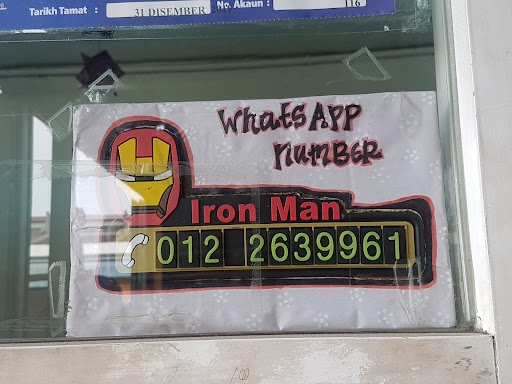 Tarikh Tamat : 31 DISEMBER No. Akaun : 116
WhatsAPP
number
Iron Man
012 2639961